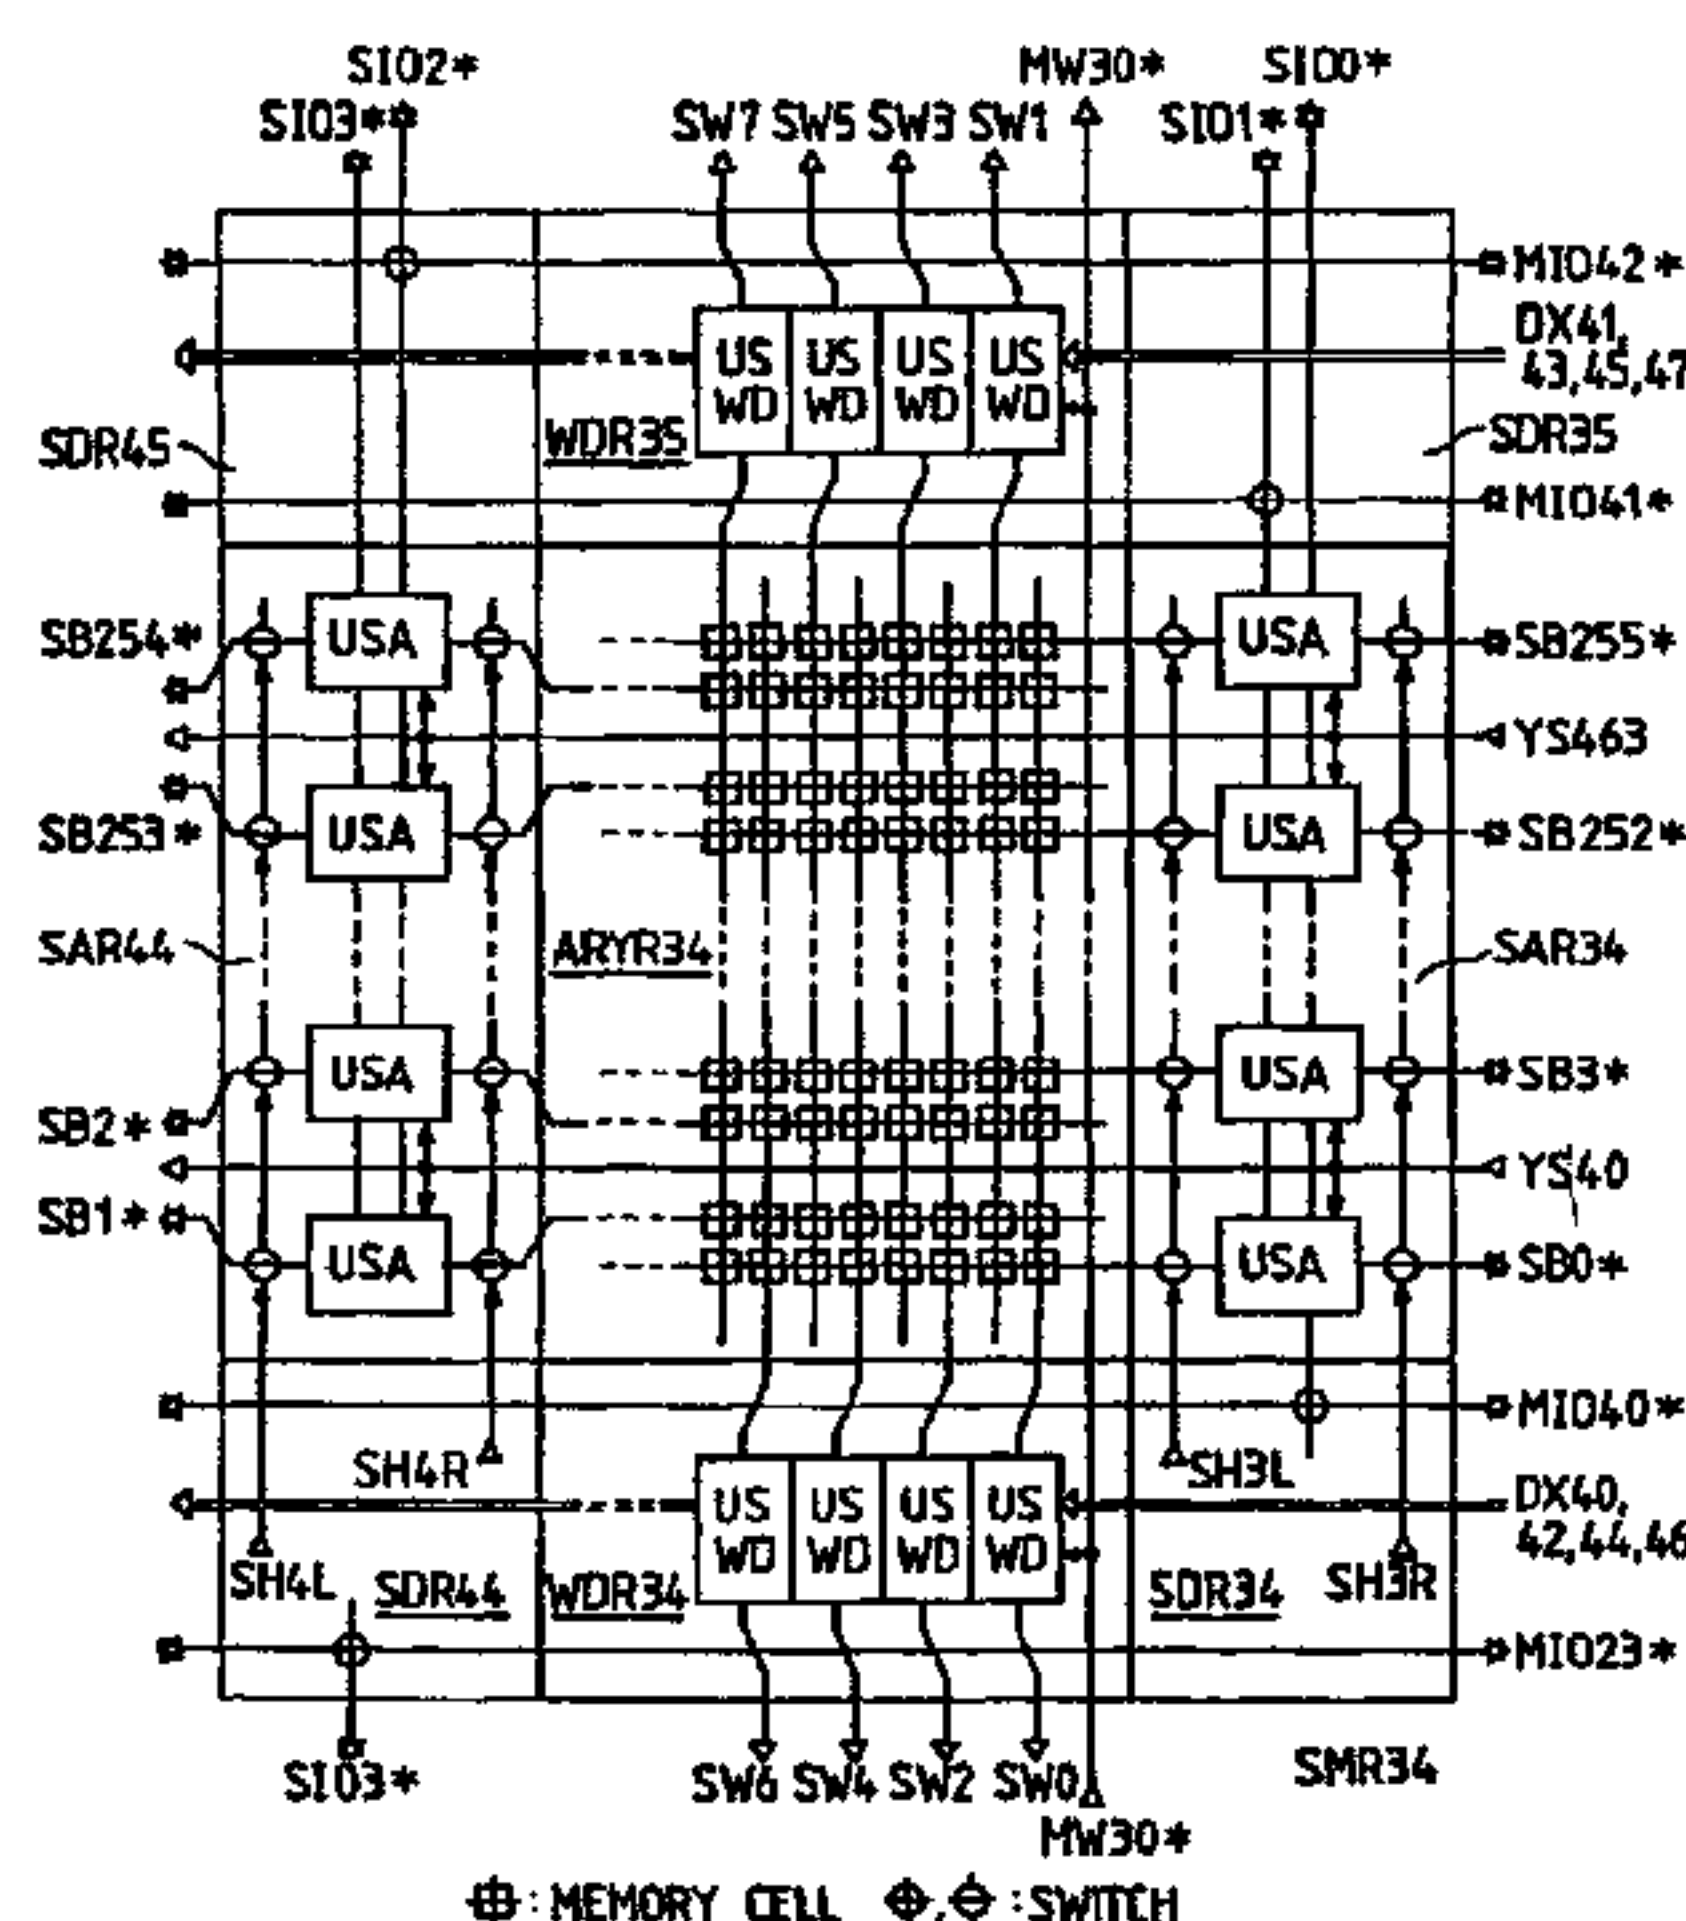 SIO2* MW30* SIO0*
SIO3* SW7 SW5 SW3 SW1 SIO1*
MIO42*
US US US US DX41,
WD WD WD WD 43,45,47
SDR45 WDR35 SDR35
MIO41*
SB254* USA USA SB255*
YS463
SB253* USA USA SB252*
SAR44 ARYR34 SAR34
USA USA SB3*
SB2*
YS40
SB1*
USA USA SB0*
MIO40*
SH4R SH3L
US US US US DX40,
WD WD WD WD 42,44,46
SH4L SDR44 WDR34 SDR34 SH3R
MIO23*
SIO3* SW6 SW4 SW2 SW0 SMR34
MW30*
: MEMORY CELL , : SWITCH